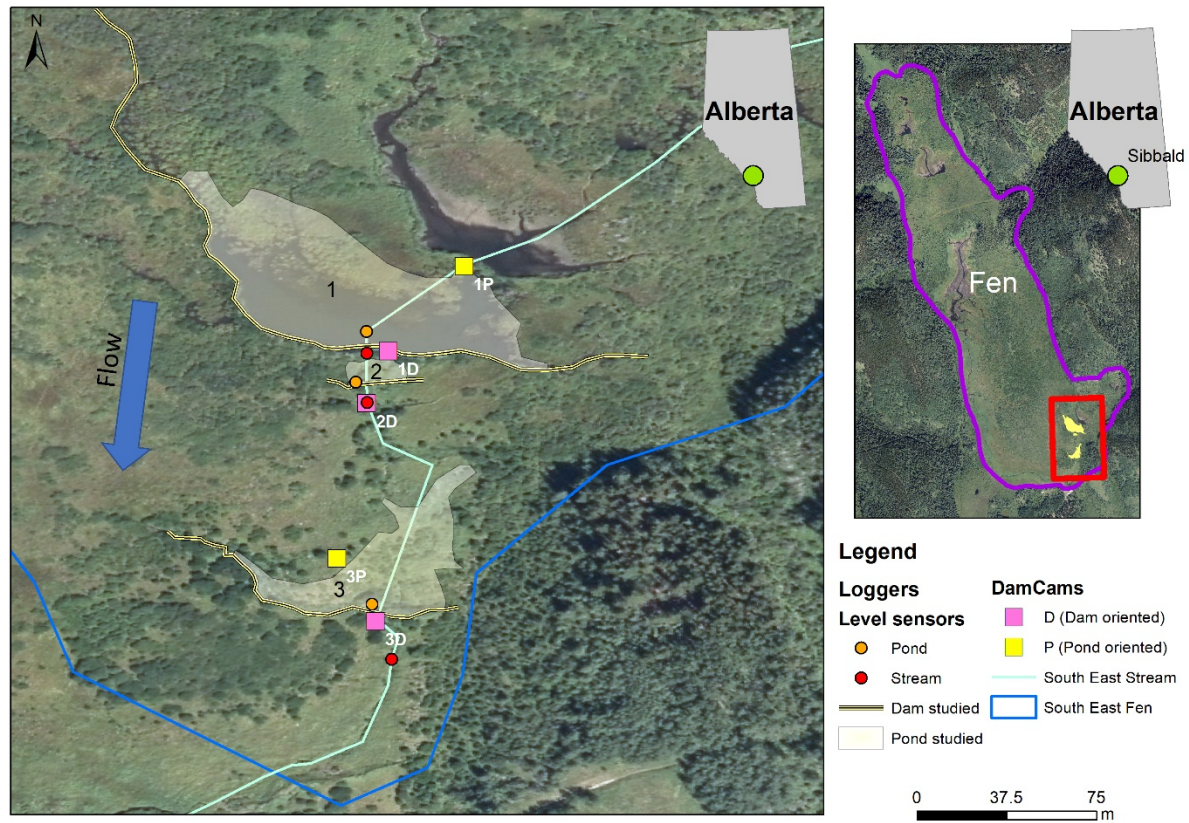 N
Alberta
1
1P
Flow
1D
2
2D
3P
3
3D
Alberta
Sibbald
Fen
Legend
Loggers
Level sensors
Pond
Stream
Dam studied
Pond studied
DamCams
D (Dam oriented)
P (Pond oriented)
South East Stream
South East Fen
0 37.5 75
m